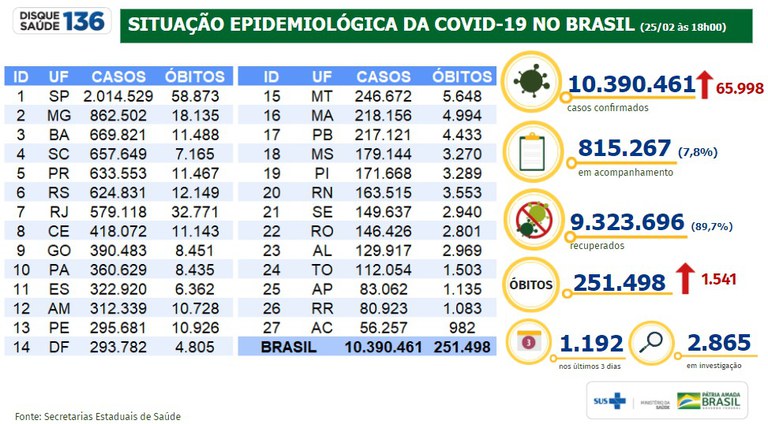 DISQUE SAÚDE 136
SITUAÇÃO EPIDEMIOLÓGICA DA COVID-19 NO BRASIL (25/02 às 18h00)
ID UF CASOS ÓBITOS
1 SP 2.014.529 58.873
2 MG 862.502 18.135
3 BA 669.821 11.488
4 SC 657.649 7.165
5 PR 633.553 11.467
6 RS 624.831 12.149
7 RJ 579.118 32.771
8 CE 418.072 11.143
9 GO 390.483 8.451
10 PA 360.629 8.435
11 ES 322.920 6.362
12 AM 312.339 10.728
13 PE 295.681 10.926
14 DF 293.782 4.805
ID UF CASOS ÓBITOS
15 MT 246.672 5.648
16 MA 218.156 4.994
17 PB 217.121 4.433
18 MS 179.144 3.270
19 PI 171.668 3.289
20 RN 163.515 3.553
21 SE 149.637 2.940
22 RO 146.426 2.801
23 AL 129.917 2.969
24 TO 112.054 1.503
25 AP 83.062 1.135
26 RR 80.923 1.083
27 AC 56.257 982
BRASIL 10.390.461 251.498
10.390.461 65.998
casos confirmados
815.267 (7,8%)
em acompanhamento
9.323.696 (89,7%)
recuperados
ÓBITOS 251.498 1.541
3 1.192
nos últimos 3 dias
2.865
em investigação
SUS
MINISTÉRIO DA SAÚDE
PÁTRIA AMADA
BRASIL
GOVERNO FEDERAL
Fonte: Secretarias Estaduais de Saúde